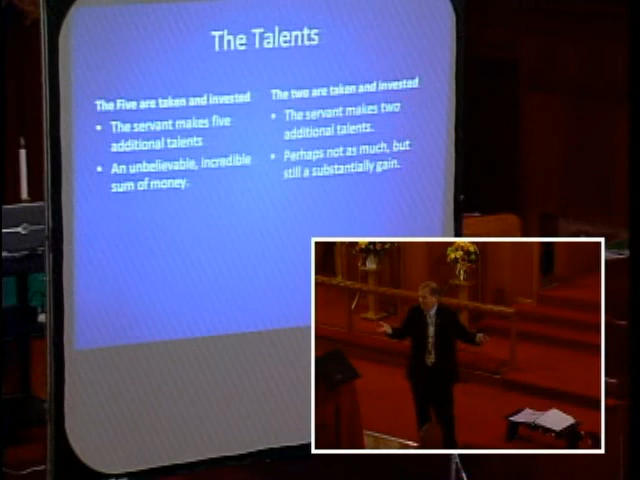 The Talents
The Five are taken and invested
• The servant makes five
additional talents
• An unbelievable, incredible
sum of money.
The two are taken and invested
• The servant makes two
additional talents.
• Perhaps not as much, but
still a substantially gain.